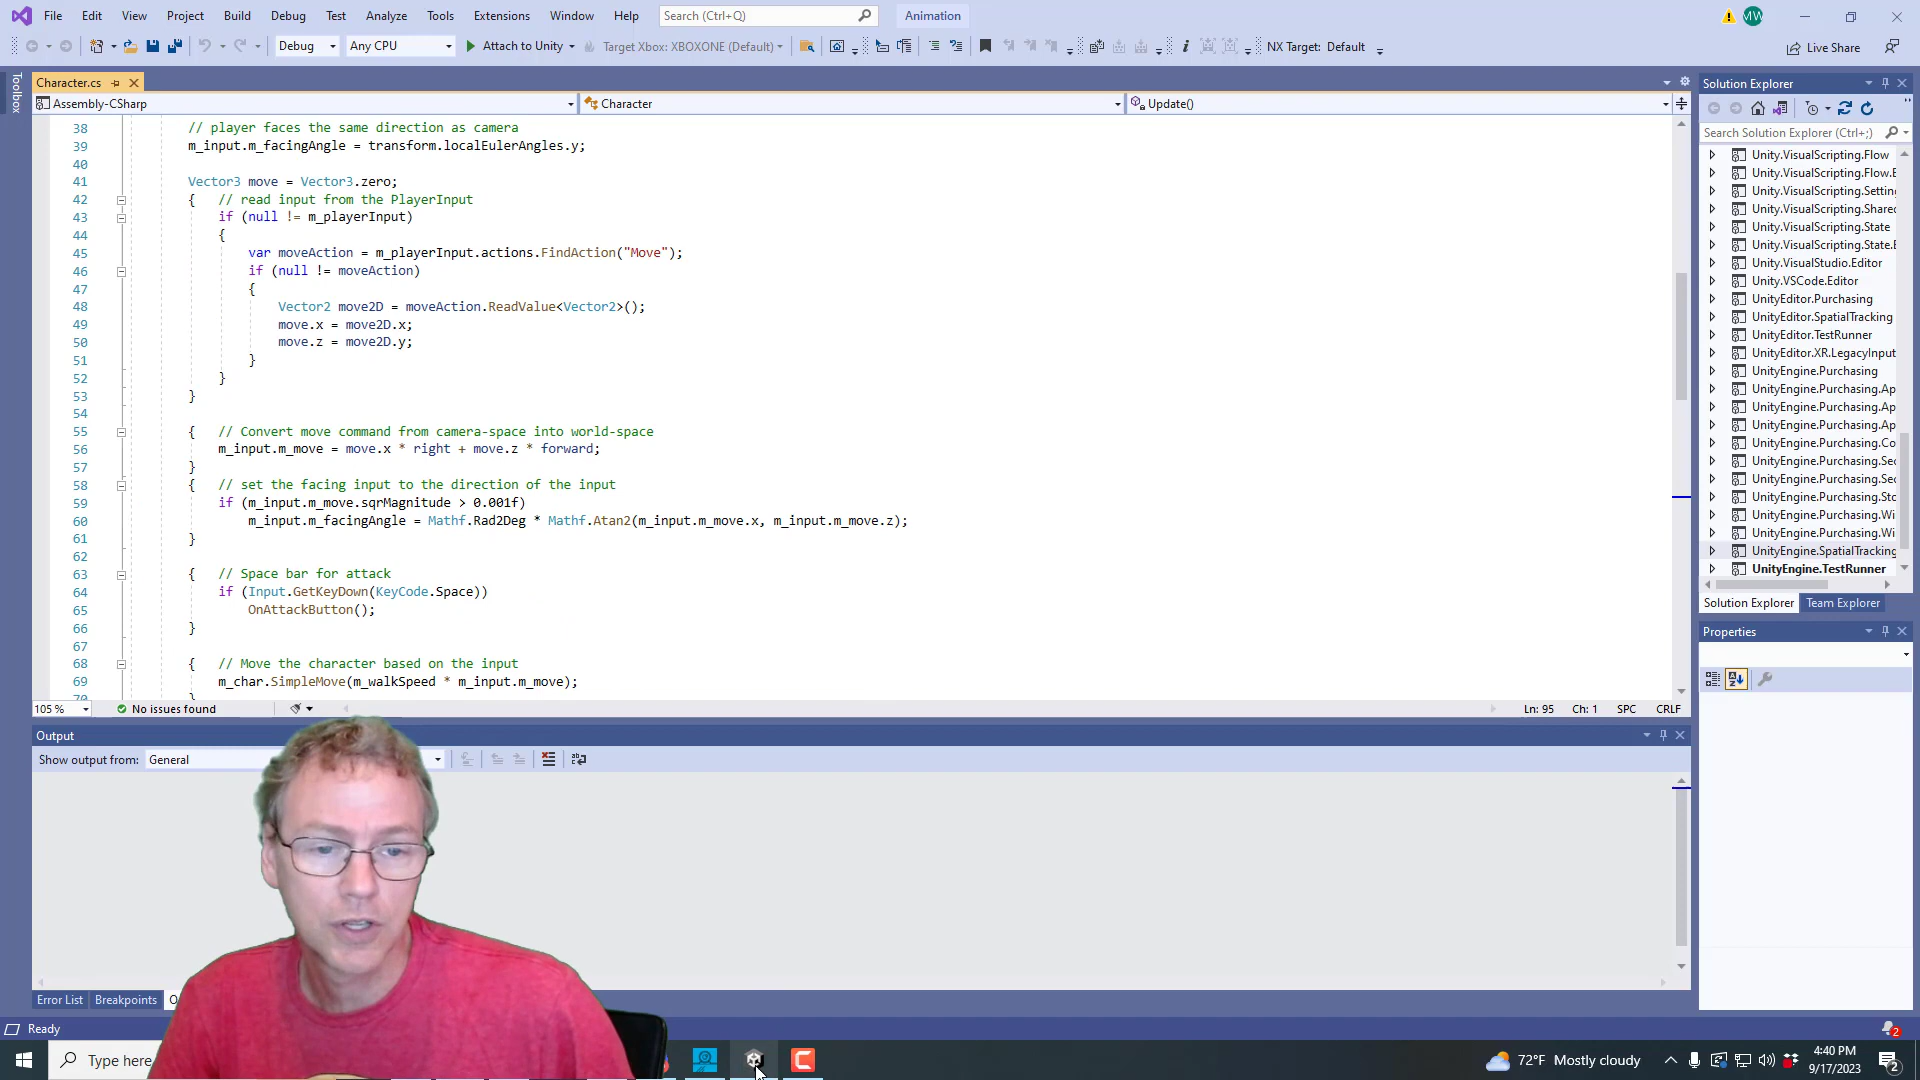 File Edit View Project Build Debug Test Analyze Tools Extensions Window Help Search (Ctrl+Q) Animation MW
Debug Any CPU Attach to Unity Target Xbox: XBOXONE (Default) NX Target: Default Live Share
Toolbox
Character.cs
Assembly-CSharp Character Update()
38 // player faces the same direction as camera
39 m_input.m_facingAngle = transform.localEulerAngles.y;
40
41 Vector3 move = Vector3.zero;
42 { // read input from the PlayerInput
43 if (null != m_playerInput)
44 {
45 var moveAction = m_playerInput.actions.FindAction("Move");
46 if (null != moveAction)
47 {
48 Vector2 move2D = moveAction.ReadValue<Vector2>();
49 move.x = move2D.x;
50 move.z = move2D.y;
51 }
52 }
53 }
54
55 { // Convert move command from camera-space into world-space
56 m_input.m_move = move.x * right + move.z * forward;
57 }
58 { // set the facing input to the direction of the input
59 if (m_input.m_move.sqrMagnitude > 0.001f)
60 m_input.m_facingAngle = Mathf.Rad2Deg * Mathf.Atan2(m_input.m_move.x, m_input.m_move.z);
61 }
62
63 { // Space bar for attack
64 if (Input.GetKeyDown(KeyCode.Space))
65 OnAttackButton();
66 }
67
68 { // Move the character based on the input
69 m_char.SimpleMove(m_walkSpeed * m_input.m_move);
70 }
105 % No issues found Ln: 95 Ch: 1 SPC CRLF
Output
Show output from: General
Error List Breakpoints O
Ready
Solution Explorer
Search Solution Explorer (Ctrl+;)
Unity.VisualScripting.Flow
Unity.VisualScripting.Flow.E
Unity.VisualScripting.Settin
Unity.VisualScripting.Shared
Unity.VisualScripting.State
Unity.VisualScripting.State.E
Unity.VisualStudio.Editor
Unity.VSCode.Editor
UnityEditor.Purchasing
UnityEditor.SpatialTracking
UnityEditor.TestRunner
UnityEditor.XR.LegacyInput
UnityEngine.Purchasing
UnityEngine.Purchasing.Ap
UnityEngine.Purchasing.Ap
UnityEngine.Purchasing.Ap
UnityEngine.Purchasing.Co
UnityEngine.Purchasing.Sec
UnityEngine.Purchasing.Sec
UnityEngine.Purchasing.Sto
UnityEngine.Purchasing.Wi
UnityEngine.Purchasing.Wi
UnityEngine.SpatialTracking
UnityEngine.TestRunner
Solution Explorer Team Explorer
Properties
2
Type here 72°F Mostly cloudy 4:40 PM
9/17/2023 2